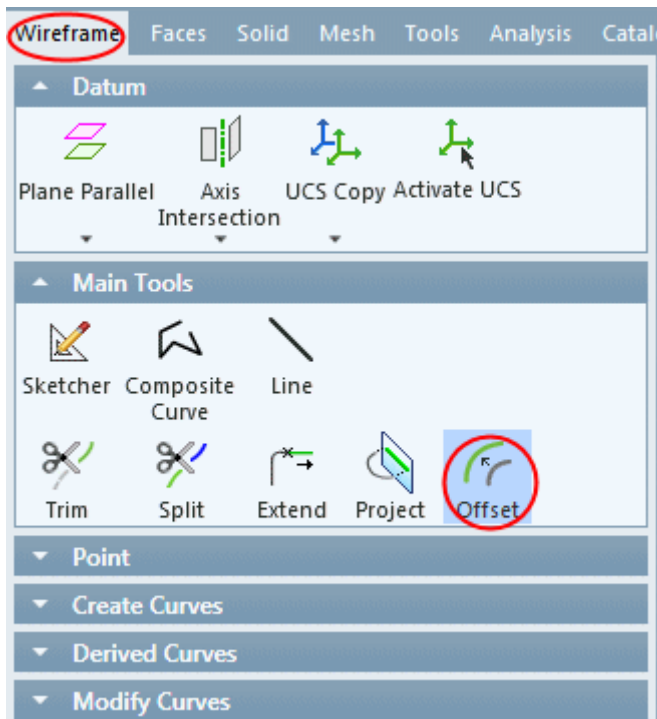 Wireframe Faces Solid Mesh Tools Analysis
Datum
Plane Parallel Axis UCS Copy Activate UCS
Intersection
Main Tools
Sketcher Composite Line
Curve
Trim Split Extend Project Offset
Point
Create Curves
Derived Curves
Modify Curves